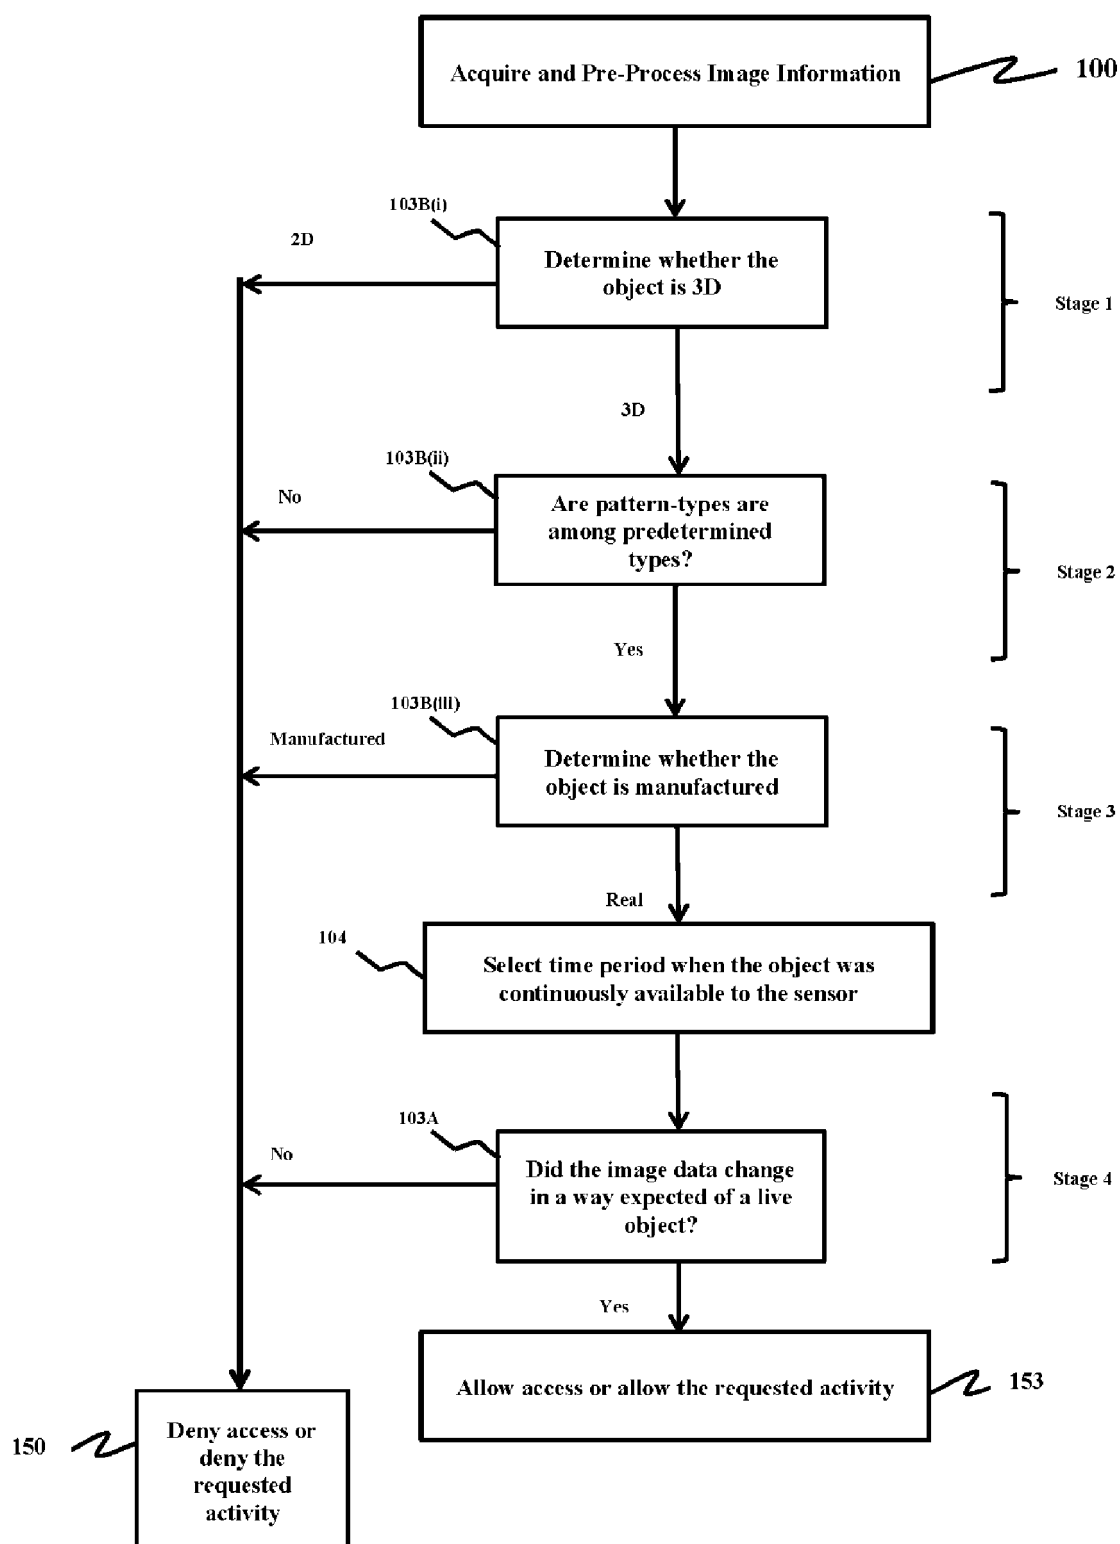 Acquire and Pre-Process Image Information
100
103B(i)
2D
Determine whether the
object is 3D
Stage 1
3D
103B(ii)
No
Are pattern-types are
among predetermined
types?
Stage 2
Yes
103B(iii)
Manufactured
Determine whether the
object is manufactured
Stage 3
Real
104
Select time period when the object was
continuously available to the sensor
103A
No
Did the image data change
in a way expected of a live
object?
Stage 4
Yes
Allow access or allow the requested activity
153
150
Deny access or
deny the
requested
activity